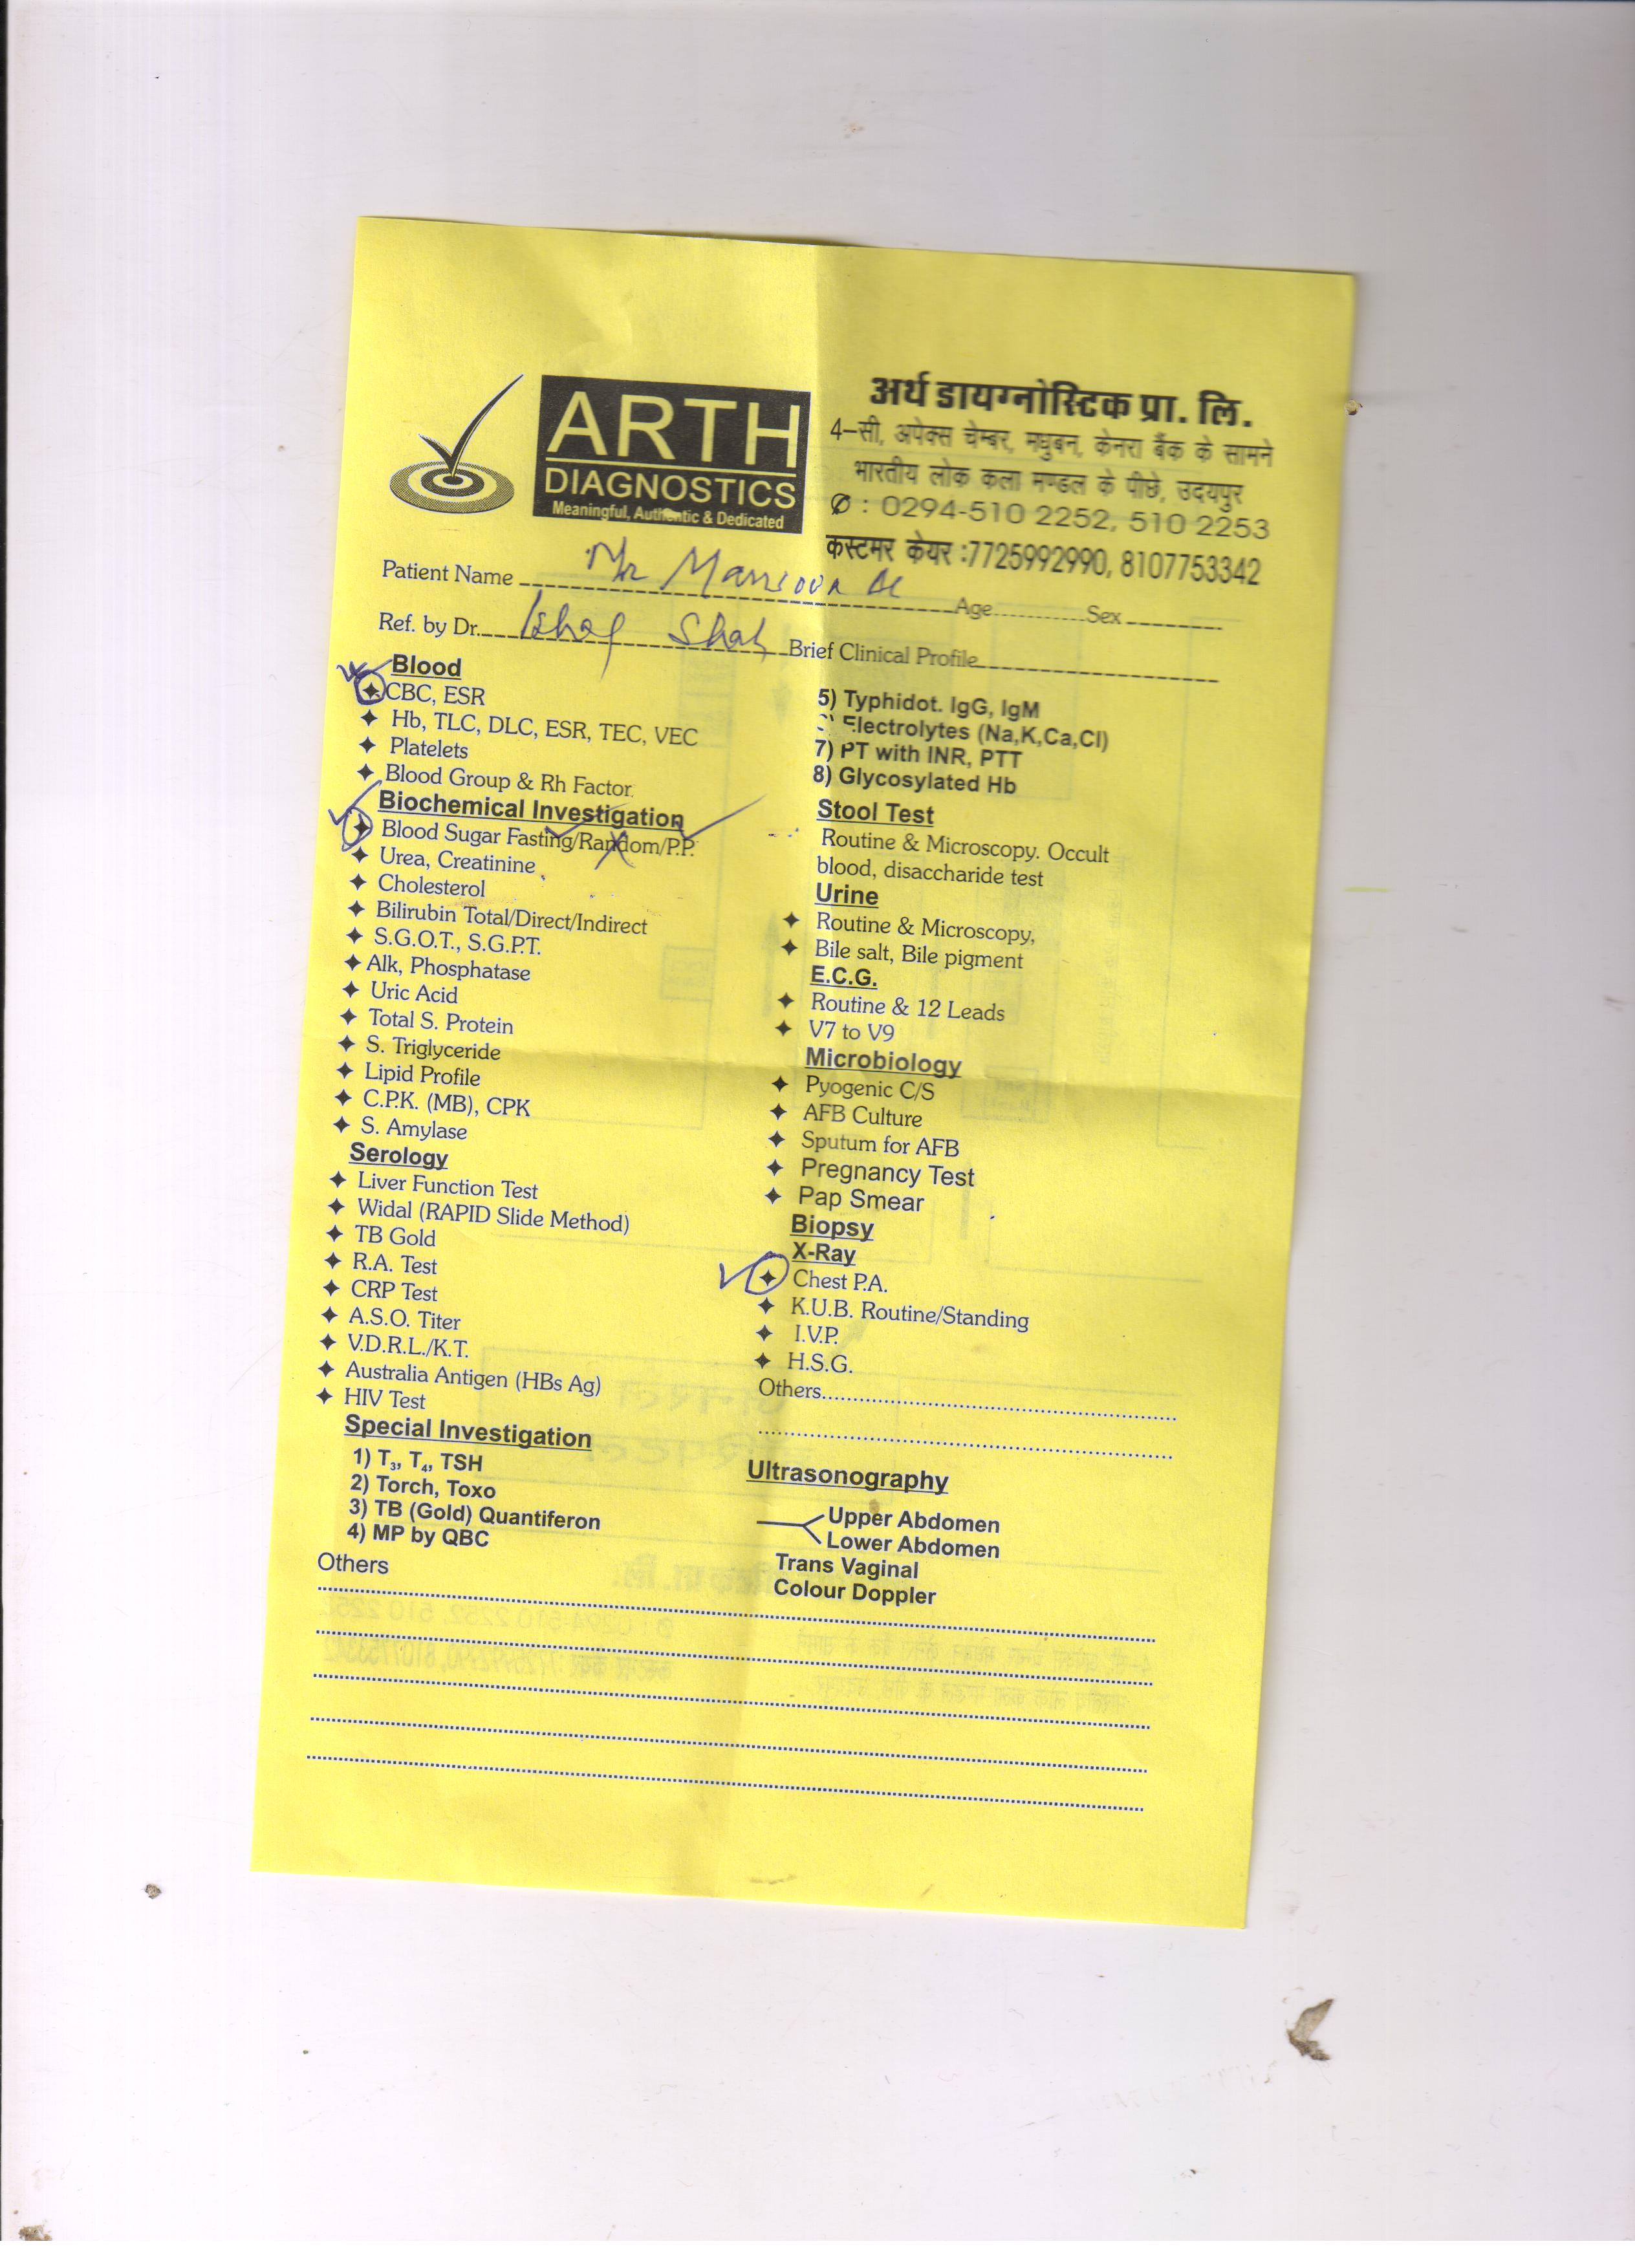 ARTH
DIAGNOSTICS
Meaningful, Authentic & Dedicated
अर्थ डायग्नोस्टिक प्रा. लि.
4–सी, अपेक्स चेम्बर, मधुबन, केनरा बैंक के सामने
भारतीय लोक कला मण्डल के पीछे, उदयपुर
: 0294-510 2252, 510 2253
कस्टमर केयर :7725992990, 8107753342
Patient Name Mr Mansoor Al Age Sex
Ref. by Dr. Ishaq Shah Brief Clinical Profile
Blood
CBC, ESR
Hb, TLC, DLC, ESR, TEC, VEC
Platelets
Blood Group & Rh Factor
Biochemical Investigation
Blood Sugar Fasting/Random/P.P.
Urea, Creatinine
Cholesterol
Bilirubin Total/Direct/Indirect
S.G.O.T., S.G.P.T.
Alk, Phosphatase
Uric Acid
Total S. Protein
S. Triglyceride
Lipid Profile
C.P.K. (MB), CPK
S. Amylase
Serology
Liver Function Test
Widal (RAPID Slide Method)
TB Gold
R.A. Test
CRP Test
A.S.O. Titer
V.D.R.L./K.T.
Australia Antigen (HBs Ag)
HIV Test
Special Investigation
1) T3, T4, TSH
2) Torch, Toxo
3) TB (Gold) Quantiferon
4) MP by QBC
Others
5) Typhidot. IgG, IgM
Electrolytes (Na,K,Ca,Cl)
7) PT with INR, PTT
8) Glycosylated Hb
Stool Test
Routine & Microscopy. Occult
blood, disaccharide test
Urine
Routine & Microscopy,
Bile salt, Bile pigment
E.C.G.
Routine & 12 Leads
V7 to V9
Microbiology
Pyogenic C/S
AFB Culture
Sputum for AFB
Pregnancy Test
Pap Smear
Biopsy
X-Ray
Chest P.A.
K.U.B. Routine/Standing
I.V.P.
H.S.G.
Others
Ultrasonography
Upper Abdomen
Lower Abdomen
Trans Vaginal
Colour Doppler